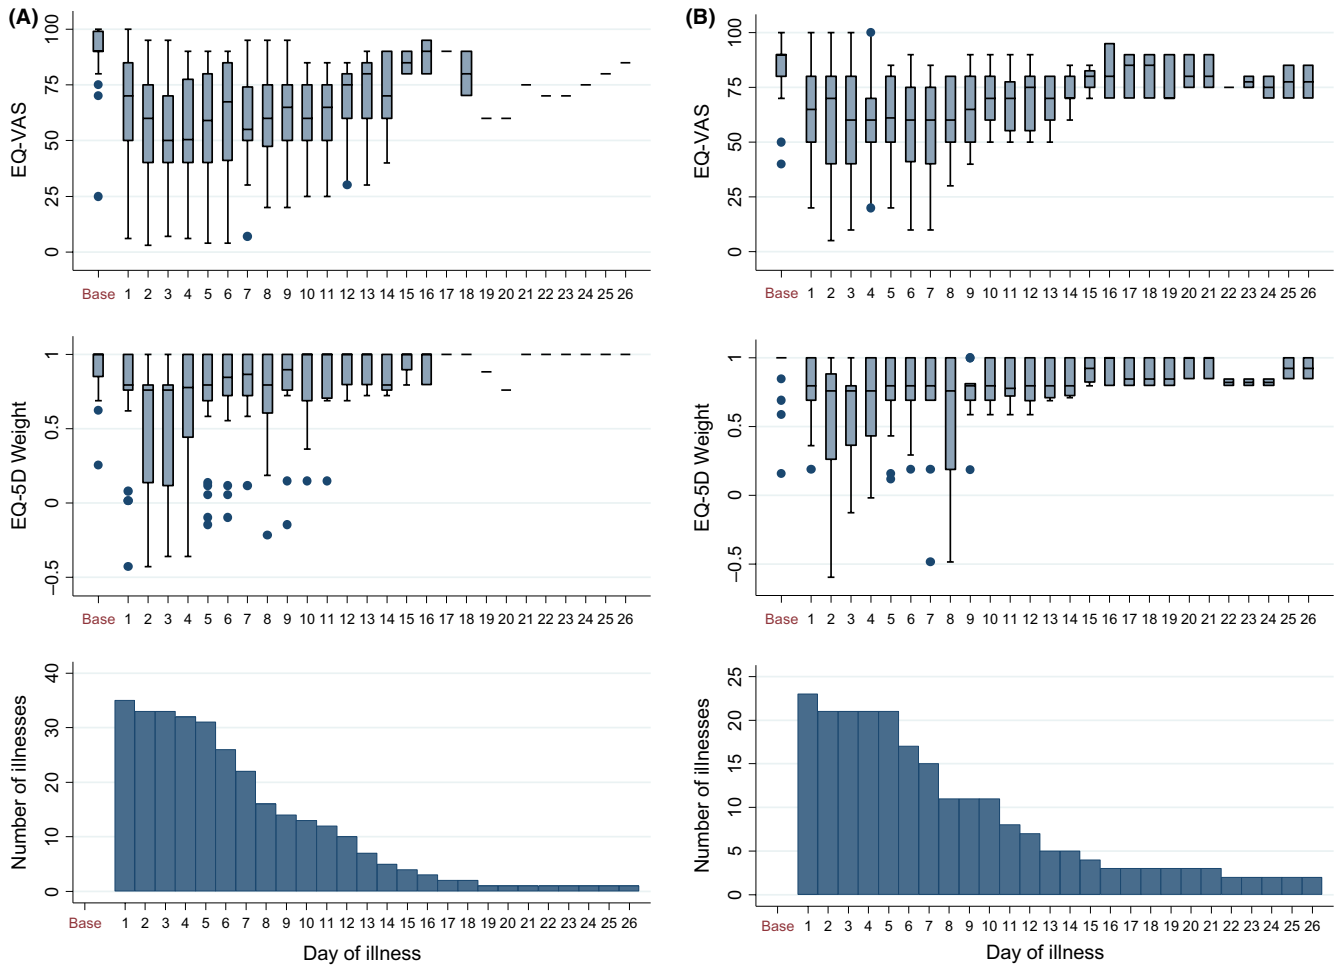 (A)
EQ-VAS
100
75
50
25
0
Base 1 2 3 4 5 6 7 8 9 10 11 12 13 14 15 16 17 18 19 20 21 22 23 24 25 26
EQ-5D Weight
1
0.5
0
−0.5
Base 1 2 3 4 5 6 7 8 9 10 11 12 13 14 15 16 17 18 19 20 21 22 23 24 25 26
Number of illnesses
40
30
20
10
0
Base 1 2 3 4 5 6 7 8 9 10 11 12 13 14 15 16 17 18 19 20 21 22 23 24 25 26
Day of illness
(B)
EQ-VAS
100
75
50
25
0
Base 1 2 3 4 5 6 7 8 9 10 11 12 13 14 15 16 17 18 19 20 21 22 23 24 25 26
EQ-5D Weight
1
0.5
0
−0.5
Base 1 2 3 4 5 6 7 8 9 10 11 12 13 14 15 16 17 18 19 20 21 22 23 24 25 26
Number of illnesses
25
20
15
10
5
0
Base 1 2 3 4 5 6 7 8 9 10 11 12 13 14 15 16 17 18 19 20 21 22 23 24 25 26
Day of illness